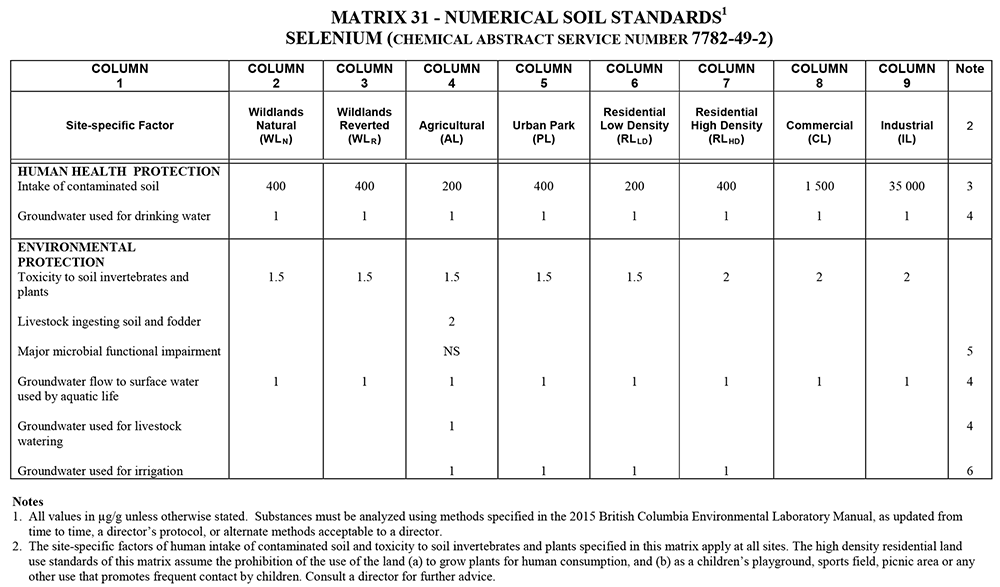 MATRIX 31 - NUMERICAL SOIL STANDARDS1
SELENIUM (CHEMICAL ABSTRACT SERVICE NUMBER 7782-49-2)
COLUMN 1 COLUMN 2 COLUMN 3 COLUMN 4 COLUMN 5 COLUMN 6 COLUMN 7 COLUMN 8 COLUMN 9 Note
Site-specific Factor Wildlands Natural (WLN) Wildlands Reverted (WLR) Agricultural (AL) Urban Park (PL) Residential Low Density (RLLD) Residential High Density (RLHD) Commercial (CL) Industrial (IL) 2
HUMAN HEALTH PROTECTION
Intake of contaminated soil 400 400 200 400 200 400 1 500 35 000 3
Groundwater used for drinking water 1 1 1 1 1 1 1 1 4
ENVIRONMENTAL
PROTECTION
Toxicity to soil invertebrates and 1.5 1.5 1.5 1.5 1.5 2 2 2
plants
Livestock ingesting soil and fodder 2
Major microbial functional impairment NS 5
Groundwater flow to surface water 1 1 1 1 1 1 1 1 4
used by aquatic life
Groundwater used for livestock 1 4
watering
Groundwater used for irrigation 1 1 1 1 6
Notes
1. All values in µg/g unless otherwise stated. Substances must be analyzed using methods specified in the 2015 British Columbia Environmental Laboratory Manual, as updated from
time to time, a director's protocol, or alternate methods acceptable to a director.
2. The site-specific factors of human intake of contaminated soil and toxicity to soil invertebrates and plants specified in this matrix apply at all sites. The high density residential land
use standards of this matrix assume the prohibition of the use of the land (a) to grow plants for human consumption, and (b) as a children's playground, sports field, picnic area or any
other use that promotes frequent contact by children. Consult a director for further advice.